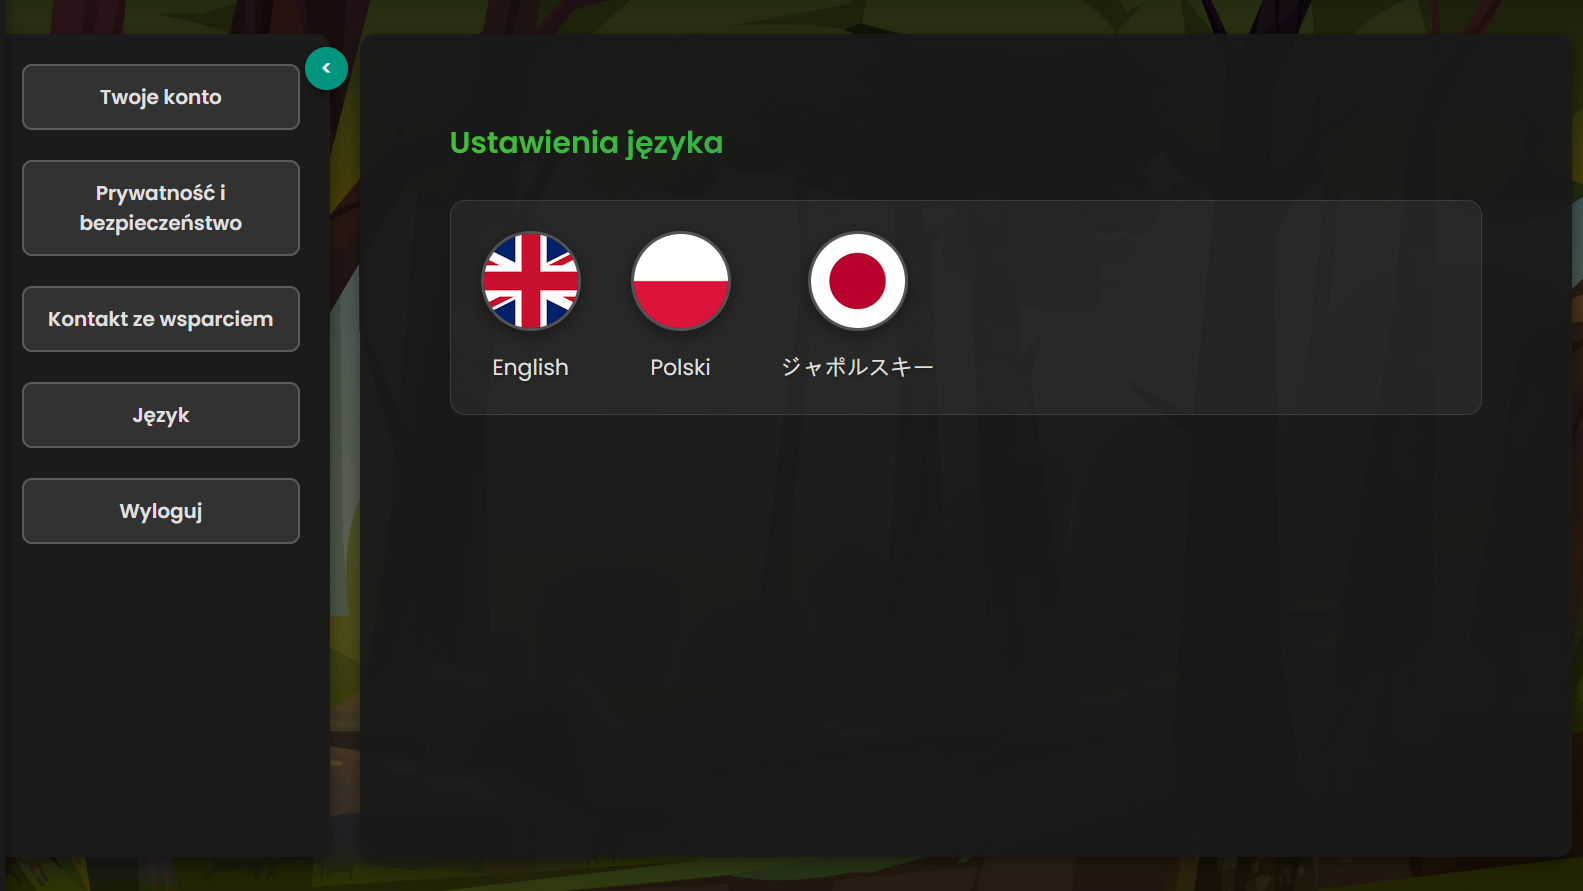 Twoje konto
Prywatność i
bezpieczeństwo
Kontakt ze wsparciem
Język
Wyloguj
<
Ustawienia języka
English
Polski
ジャポルスキー